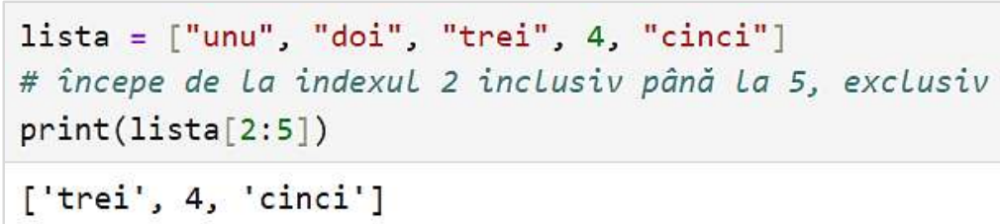 lista = ["unu", "doi", "trei", 4, "cinci"]
# începe de la indexul 2 inclusiv până la 5, exclusiv
print(lista[2:5])
['trei', 4, 'cinci']